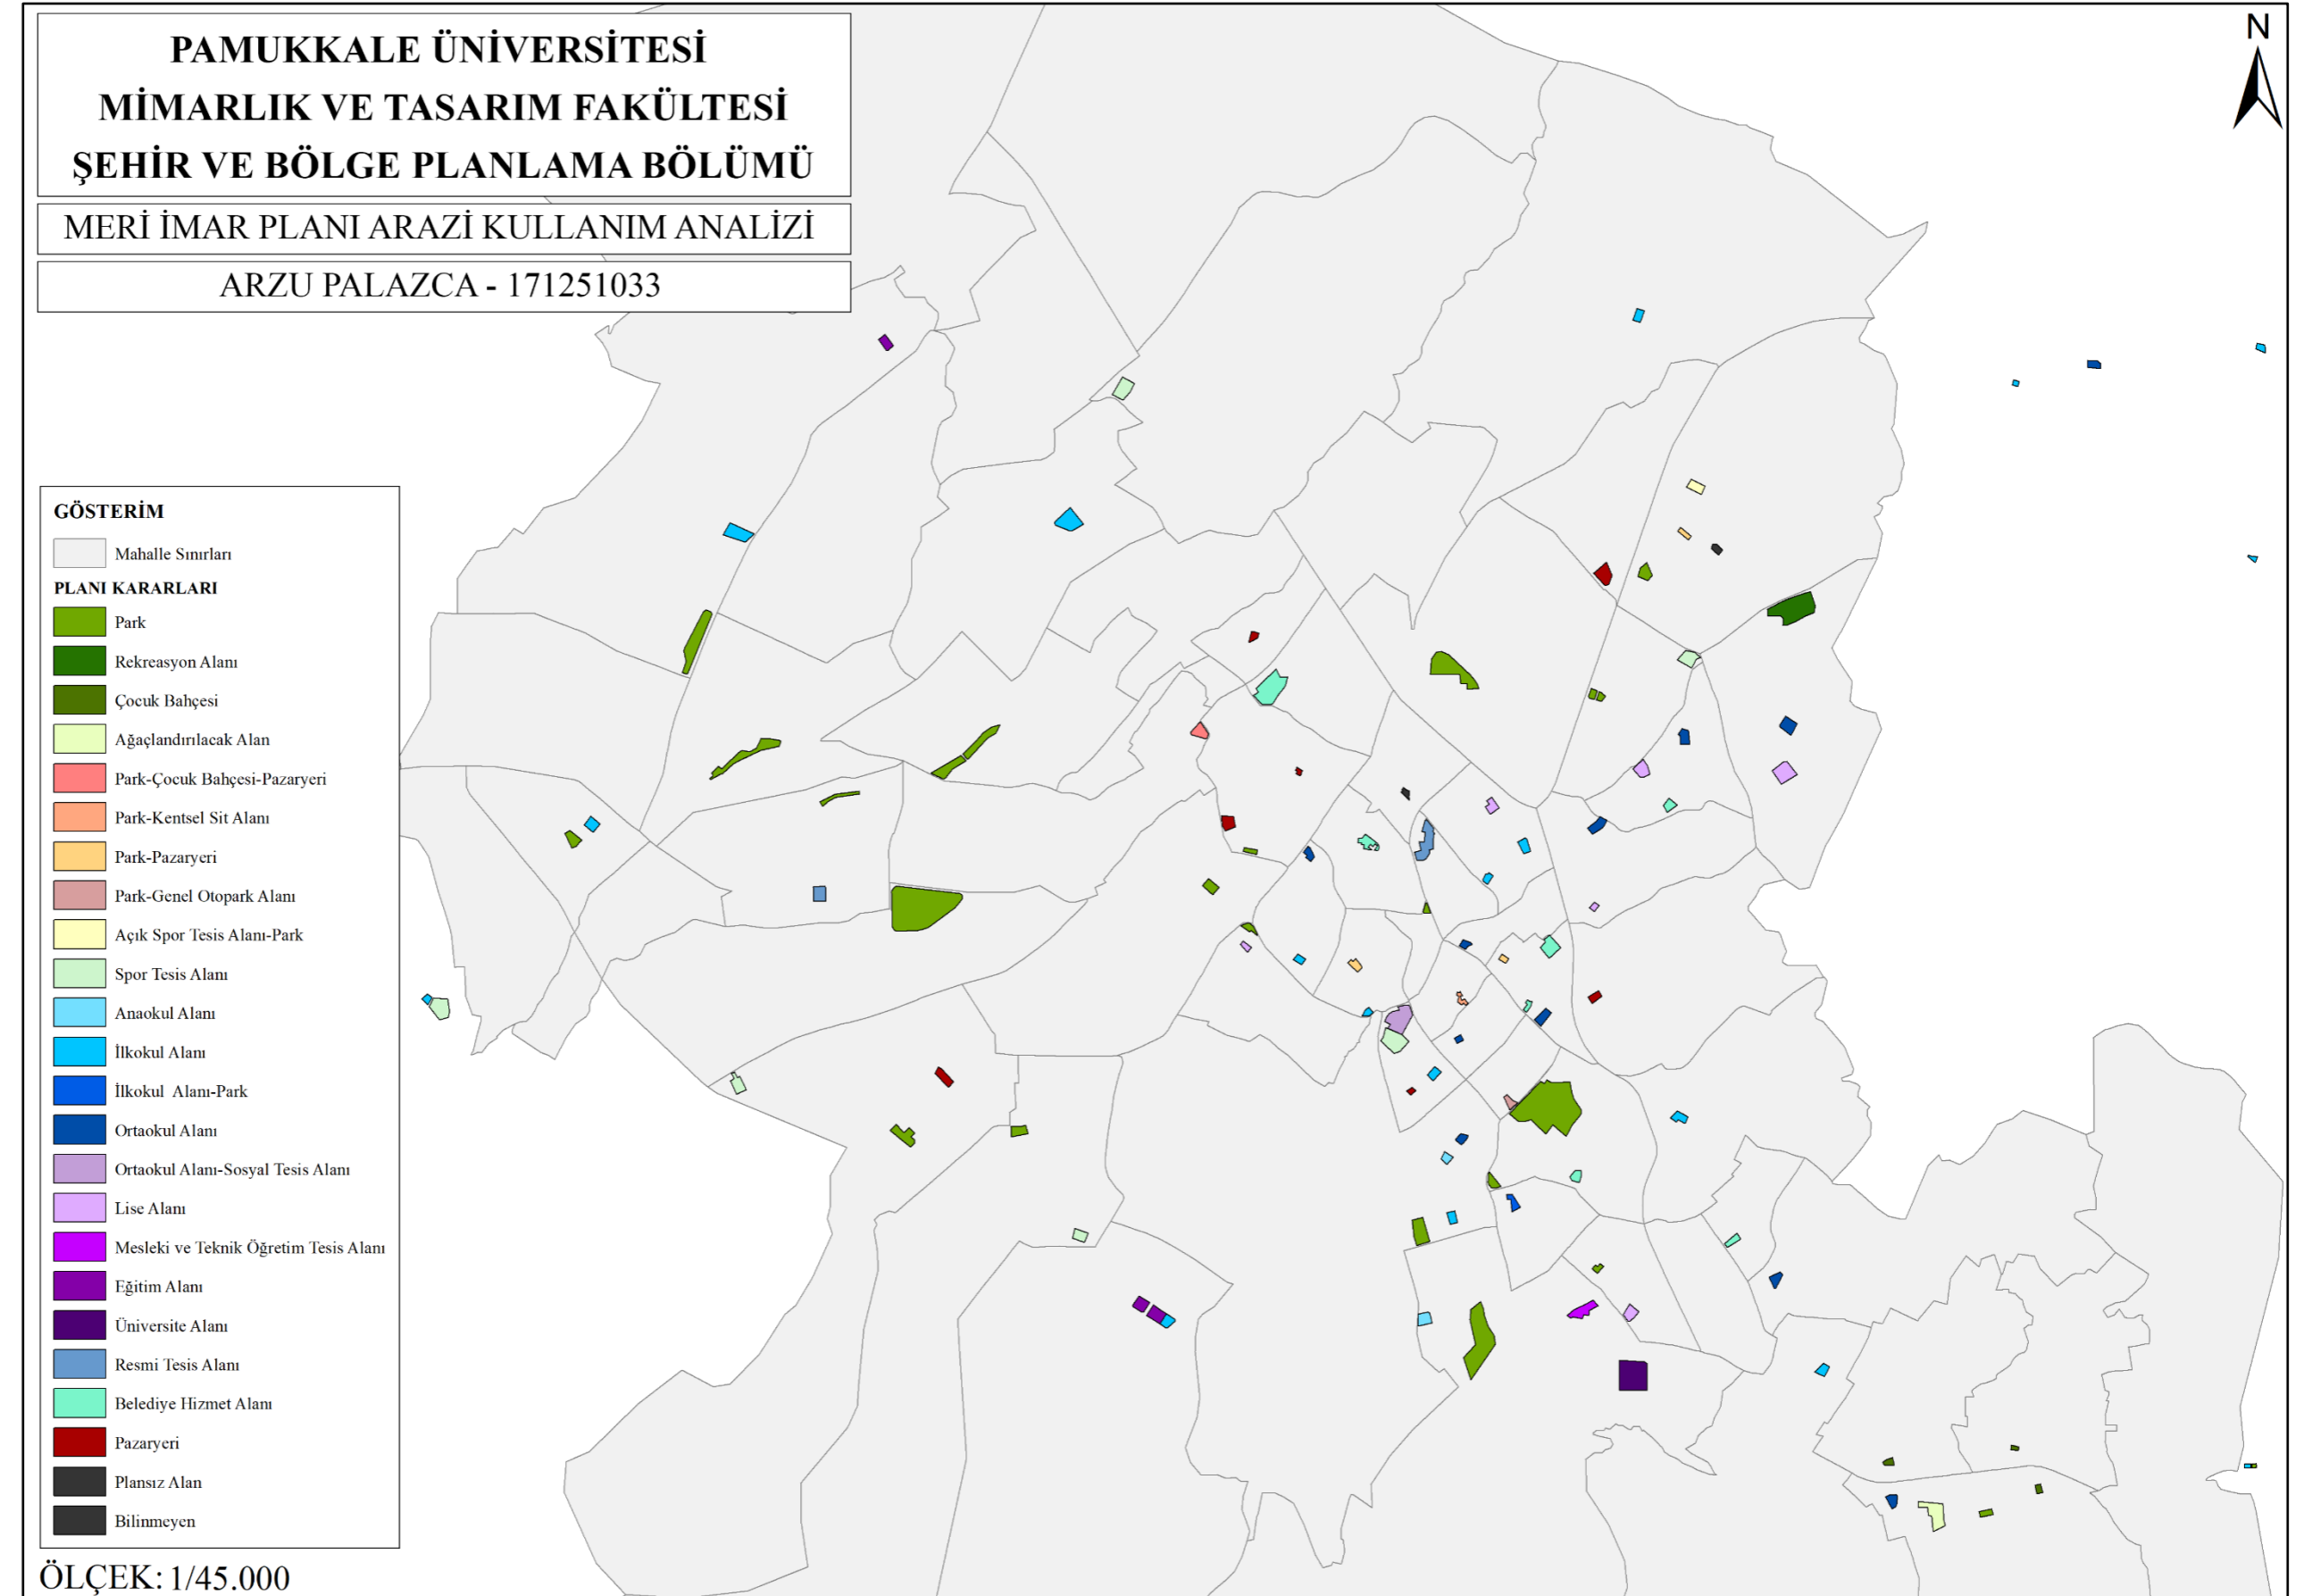 PAMUKKALE ÜNİVERSİTESİ
MİMARLIK VE TASARIM FAKÜLTESİ
ŞEHİR VE BÖLGE PLANLAMA BÖLÜMÜ
MERİ İMAR PLANI ARAZİ KULLANIM ANALİZİ
ARZU PALAZCA - 171251033
N
GÖSTERİM
Mahalle Sınırları
PLANI KARARLARI
Park
Rekreasyon Alanı
Çocuk Bahçesi
Ağaçlandırılacak Alan
Park-Çocuk Bahçesi-Pazaryeri
Park-Kentsel Sit Alanı
Park-Pazaryeri
Park-Genel Otopark Alanı
Açık Spor Tesis Alanı-Park
Spor Tesis Alanı
Anaokul Alanı
İlkokul Alanı
İlkokul Alanı-Park
Ortaokul Alanı
Ortaokul Alanı-Sosyal Tesis Alanı
Lise Alanı
Mesleki ve Teknik Öğretim Tesis Alanı
Eğitim Alanı
Üniversite Alanı
Resmi Tesis Alanı
Belediye Hizmet Alanı
Pazaryeri
Plansız Alan
Bilinmeyen
ÖLÇEK: 1/45.000